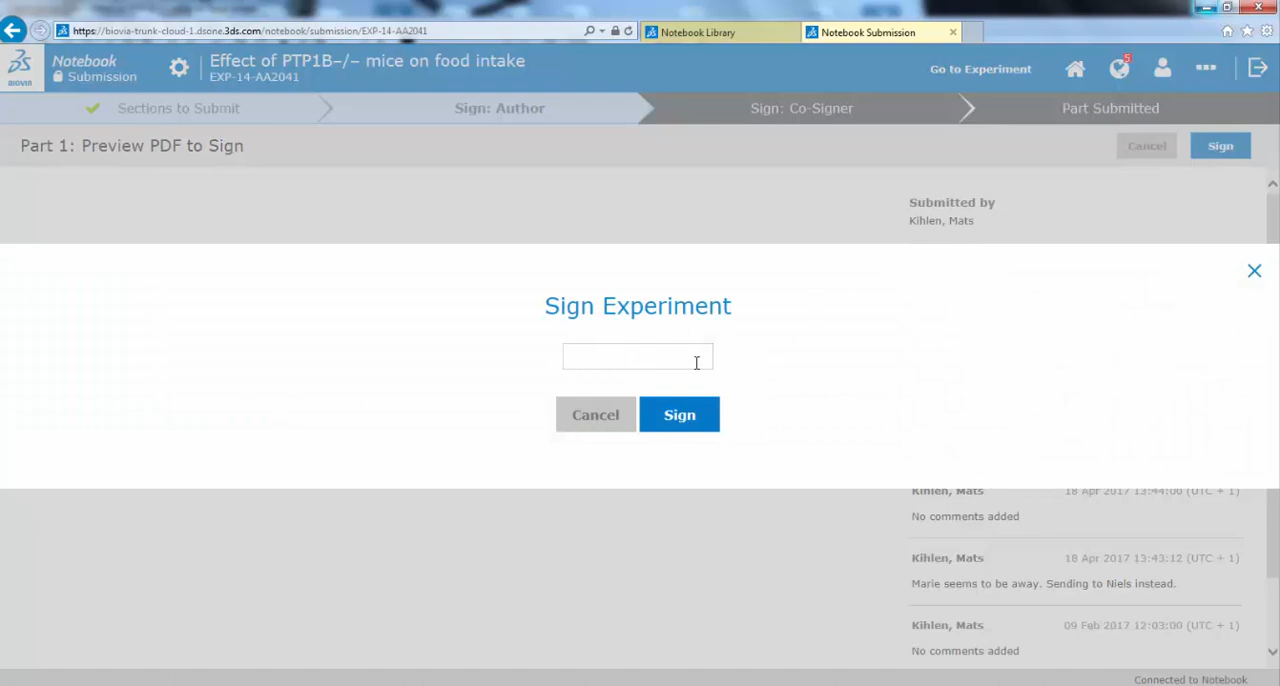 https://biovia-trunk-cloud-1.dsone.3ds.com/notebook/submission/EXP-14-AA2041
Notebook Library
Notebook Submission
BIOVIA
Notebook
Submission
Effect of PTP1B-/- mice on food intake
EXP-14-AA2041
Go to Experiment
5
Sections to Submit
Sign: Author
Sign: Co-Signer
Part Submitted
Part 1: Preview PDF to Sign
Cancel
Sign
Submitted by
Kihlen, Mats
Sign Experiment
Cancel
Sign
Kihlen, Mats 18 Apr 2017 13:44:00 (UTC + 1)
No comments added
Kihlen, Mats 18 Apr 2017 13:43:12 (UTC + 1)
Marie seems to be away. Sending to Niels instead.
Kihlen, Mats 09 Feb 2017 12:03:00 (UTC + 1)
No comments added
Connected to Notebook